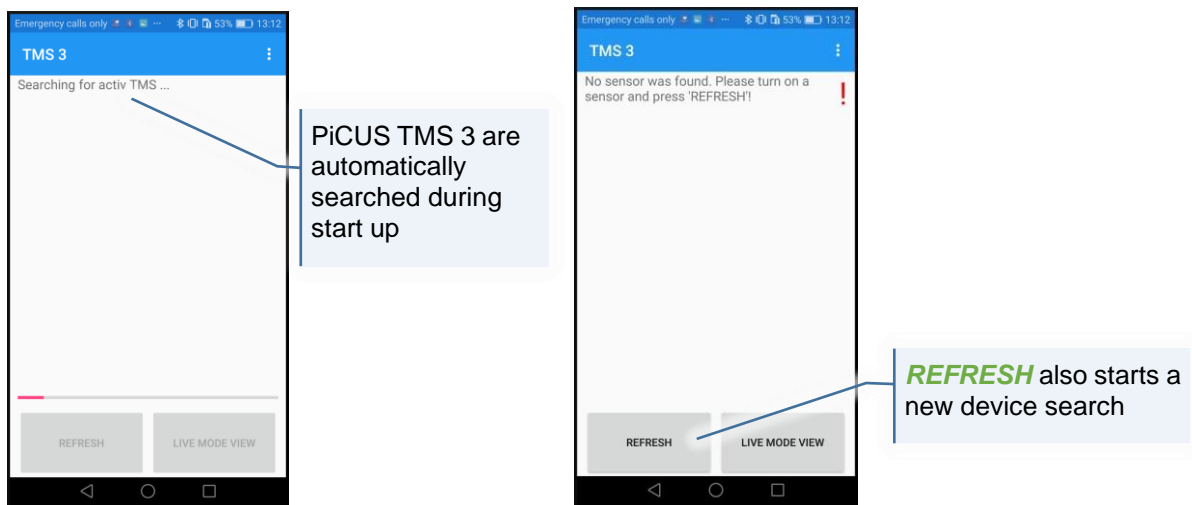 Emergency calls only ... 53% 13:12
TMS 3
Searching for activ TMS ...
REFRESH
LIVE MODE VIEW
PiCUS TMS 3 are
automatically
searched during
start up
Emergency calls only ... 53% 13:12
TMS 3
No sensor was found. Please turn on a
sensor and press 'REFRESH'!
!
REFRESH
LIVE MODE VIEW
REFRESH also starts a
new device search